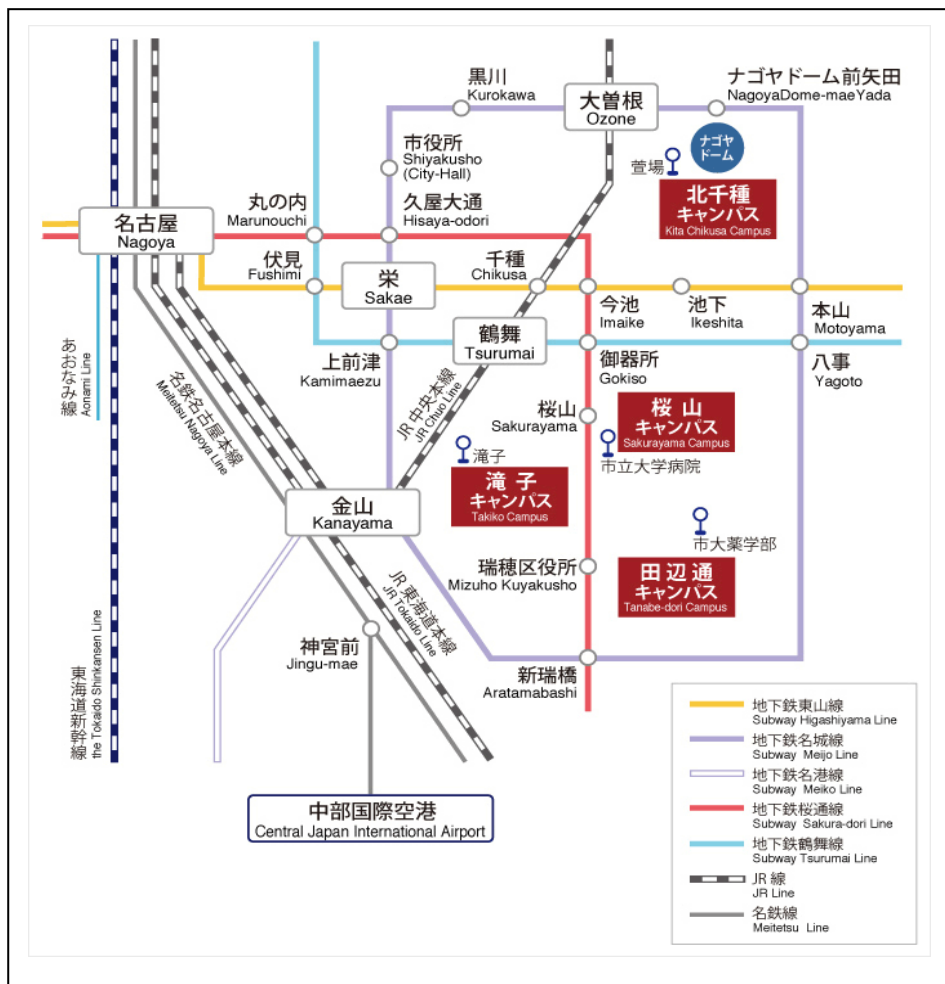 黒川
Kurokawa
大曽根
Ozone
ナゴヤドーム前矢田
NagoyaDome-maeYada
市役所
Shiyakusho
(City-Hall)
ナゴヤ
ドーム
萱場
北千種
キャンパス
Kita Chikusa Campus
丸の内
Marunouchi
久屋大通
Hisaya-odori
名古屋
Nagoya
伏見
Fushimi
栄
Sakae
千種
Chikusa
今池
Imaike
池下
Ikeshita
本山
Motoyama
上前津
Kamimaezu
鶴舞
Tsurumai
御器所
Gokiso
八事
Yagoto
あおなみ線
Aonami Line
名鉄名古屋本線
Meitetsu Nagoya Line
JR中央本線
JR Chuo Line
桜山
Sakurayama
桜山
キャンパス
Sakurayama Campus
市立大学病院
滝子
滝子
キャンパス
Takiko Campus
金山
Kanayama
市大薬学部
瑞穂区役所
Mizuho Kuyakusho
田辺通
キャンパス
Tanabe-dori Campus
JR東海道本線
JR Tokaido Line
神宮前
Jingu-mae
新瑞橋
Aratamabashi
東海道新幹線
the Tokaido Shinkansen Line
中部国際空港
Central Japan International Airport
地下鉄東山線
Subway Higashiyama Line
地下鉄名城線
Subway Meijo Line
地下鉄名港線
Subway Meiko Line
地下鉄桜通線
Subway Sakura-dori Line
地下鉄鶴舞線
Subway Tsurumai Line
JR線
JR Line
名鉄線
Meitetsu Line